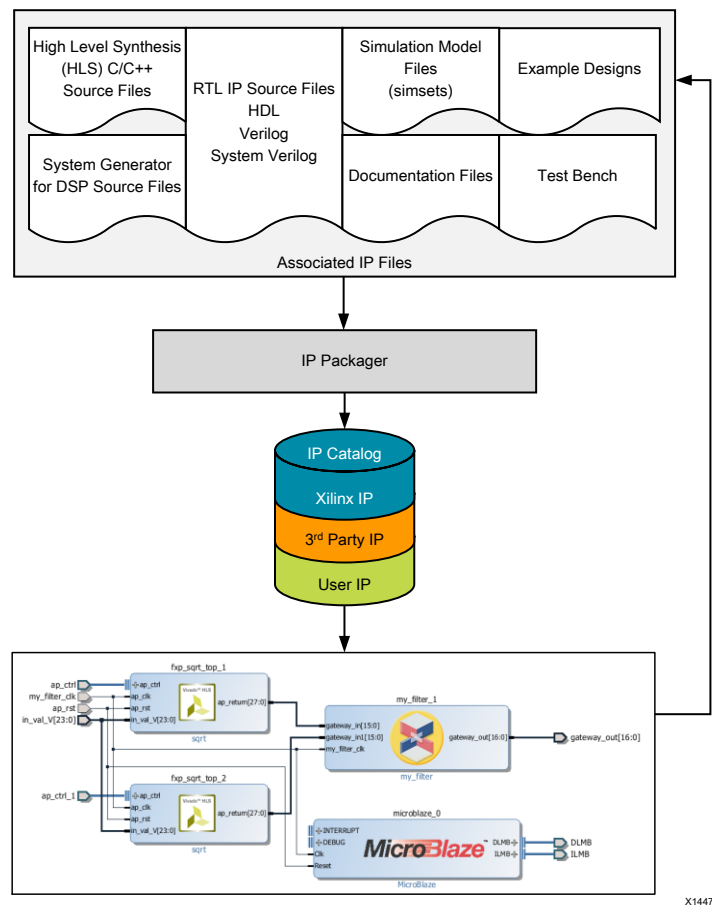 High Level Synthesis
(HLS) C/C++
Source Files
RTL IP Source Files
HDL
Verilog
System Verilog
Simulation Model
Files
(simsets)
Example Designs
System Generator
for DSP Source Files
Documentation Files
Test Bench
Associated IP Files
IP Packager
IP Catalog
Xilinx IP
3rd Party IP
User IP
fxp_sqrt_top_1
ap_ctrl
my_filter_clk
ap_rst
in_val_V[23:0]
ap_ctrl
ap_clk
ap_rst
in_val_V[23:0]
Vivado™ HLS
ap_return[27:0]
sqrt
my_filter_1
gateway_in[15:0]
gateway_in1[15:0]
my_filter_clk
gateway_out[16:0]
gateway_out[16:0]
my_filter
fxp_sqrt_top_2
ap_ctrl_1
ap_ctrl
ap_clk
ap_rst
in_val_V[23:0]
Vivado™ HLS
ap_return[27:0]
sqrt
microblaze_0
INTERRUPT
DEBUG
Clk
Reset
MicroBlaze™
DLMB
ILMB
DLMB
ILMB
MicroBlaze
X1447